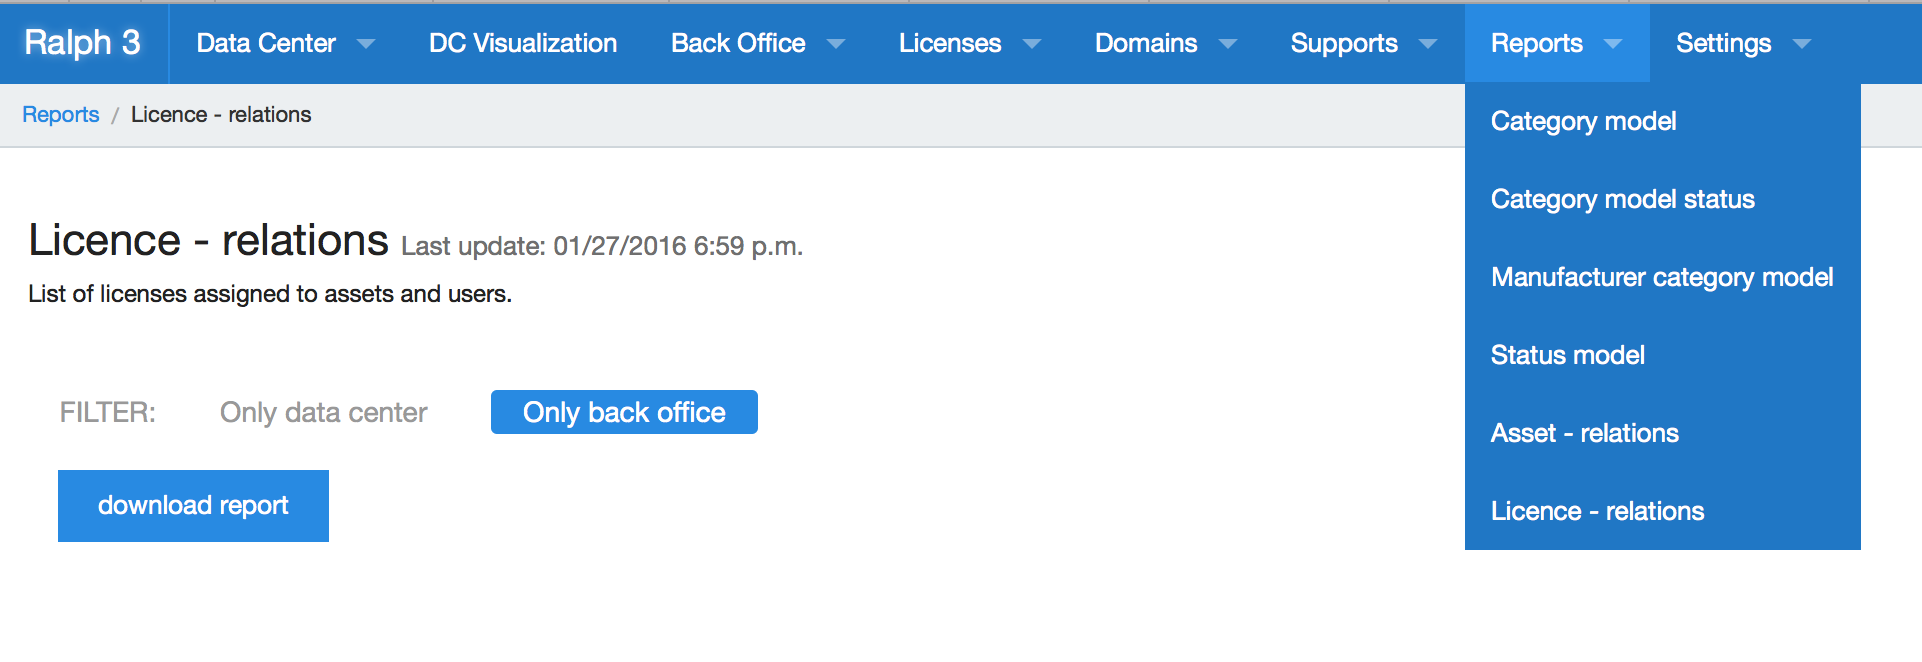 Ralph 3 Data Center DC Visualization Back Office Licenses Domains Supports Reports Settings
Reports / Licence - relations
Licence - relations Last update: 01/27/2016 6:59 p.m.
List of licenses assigned to assets and users.
FILTER: Only data center Only back office
download report
Category model
Category model status
Manufacturer category model
Status model
Asset - relations
Licence - relations